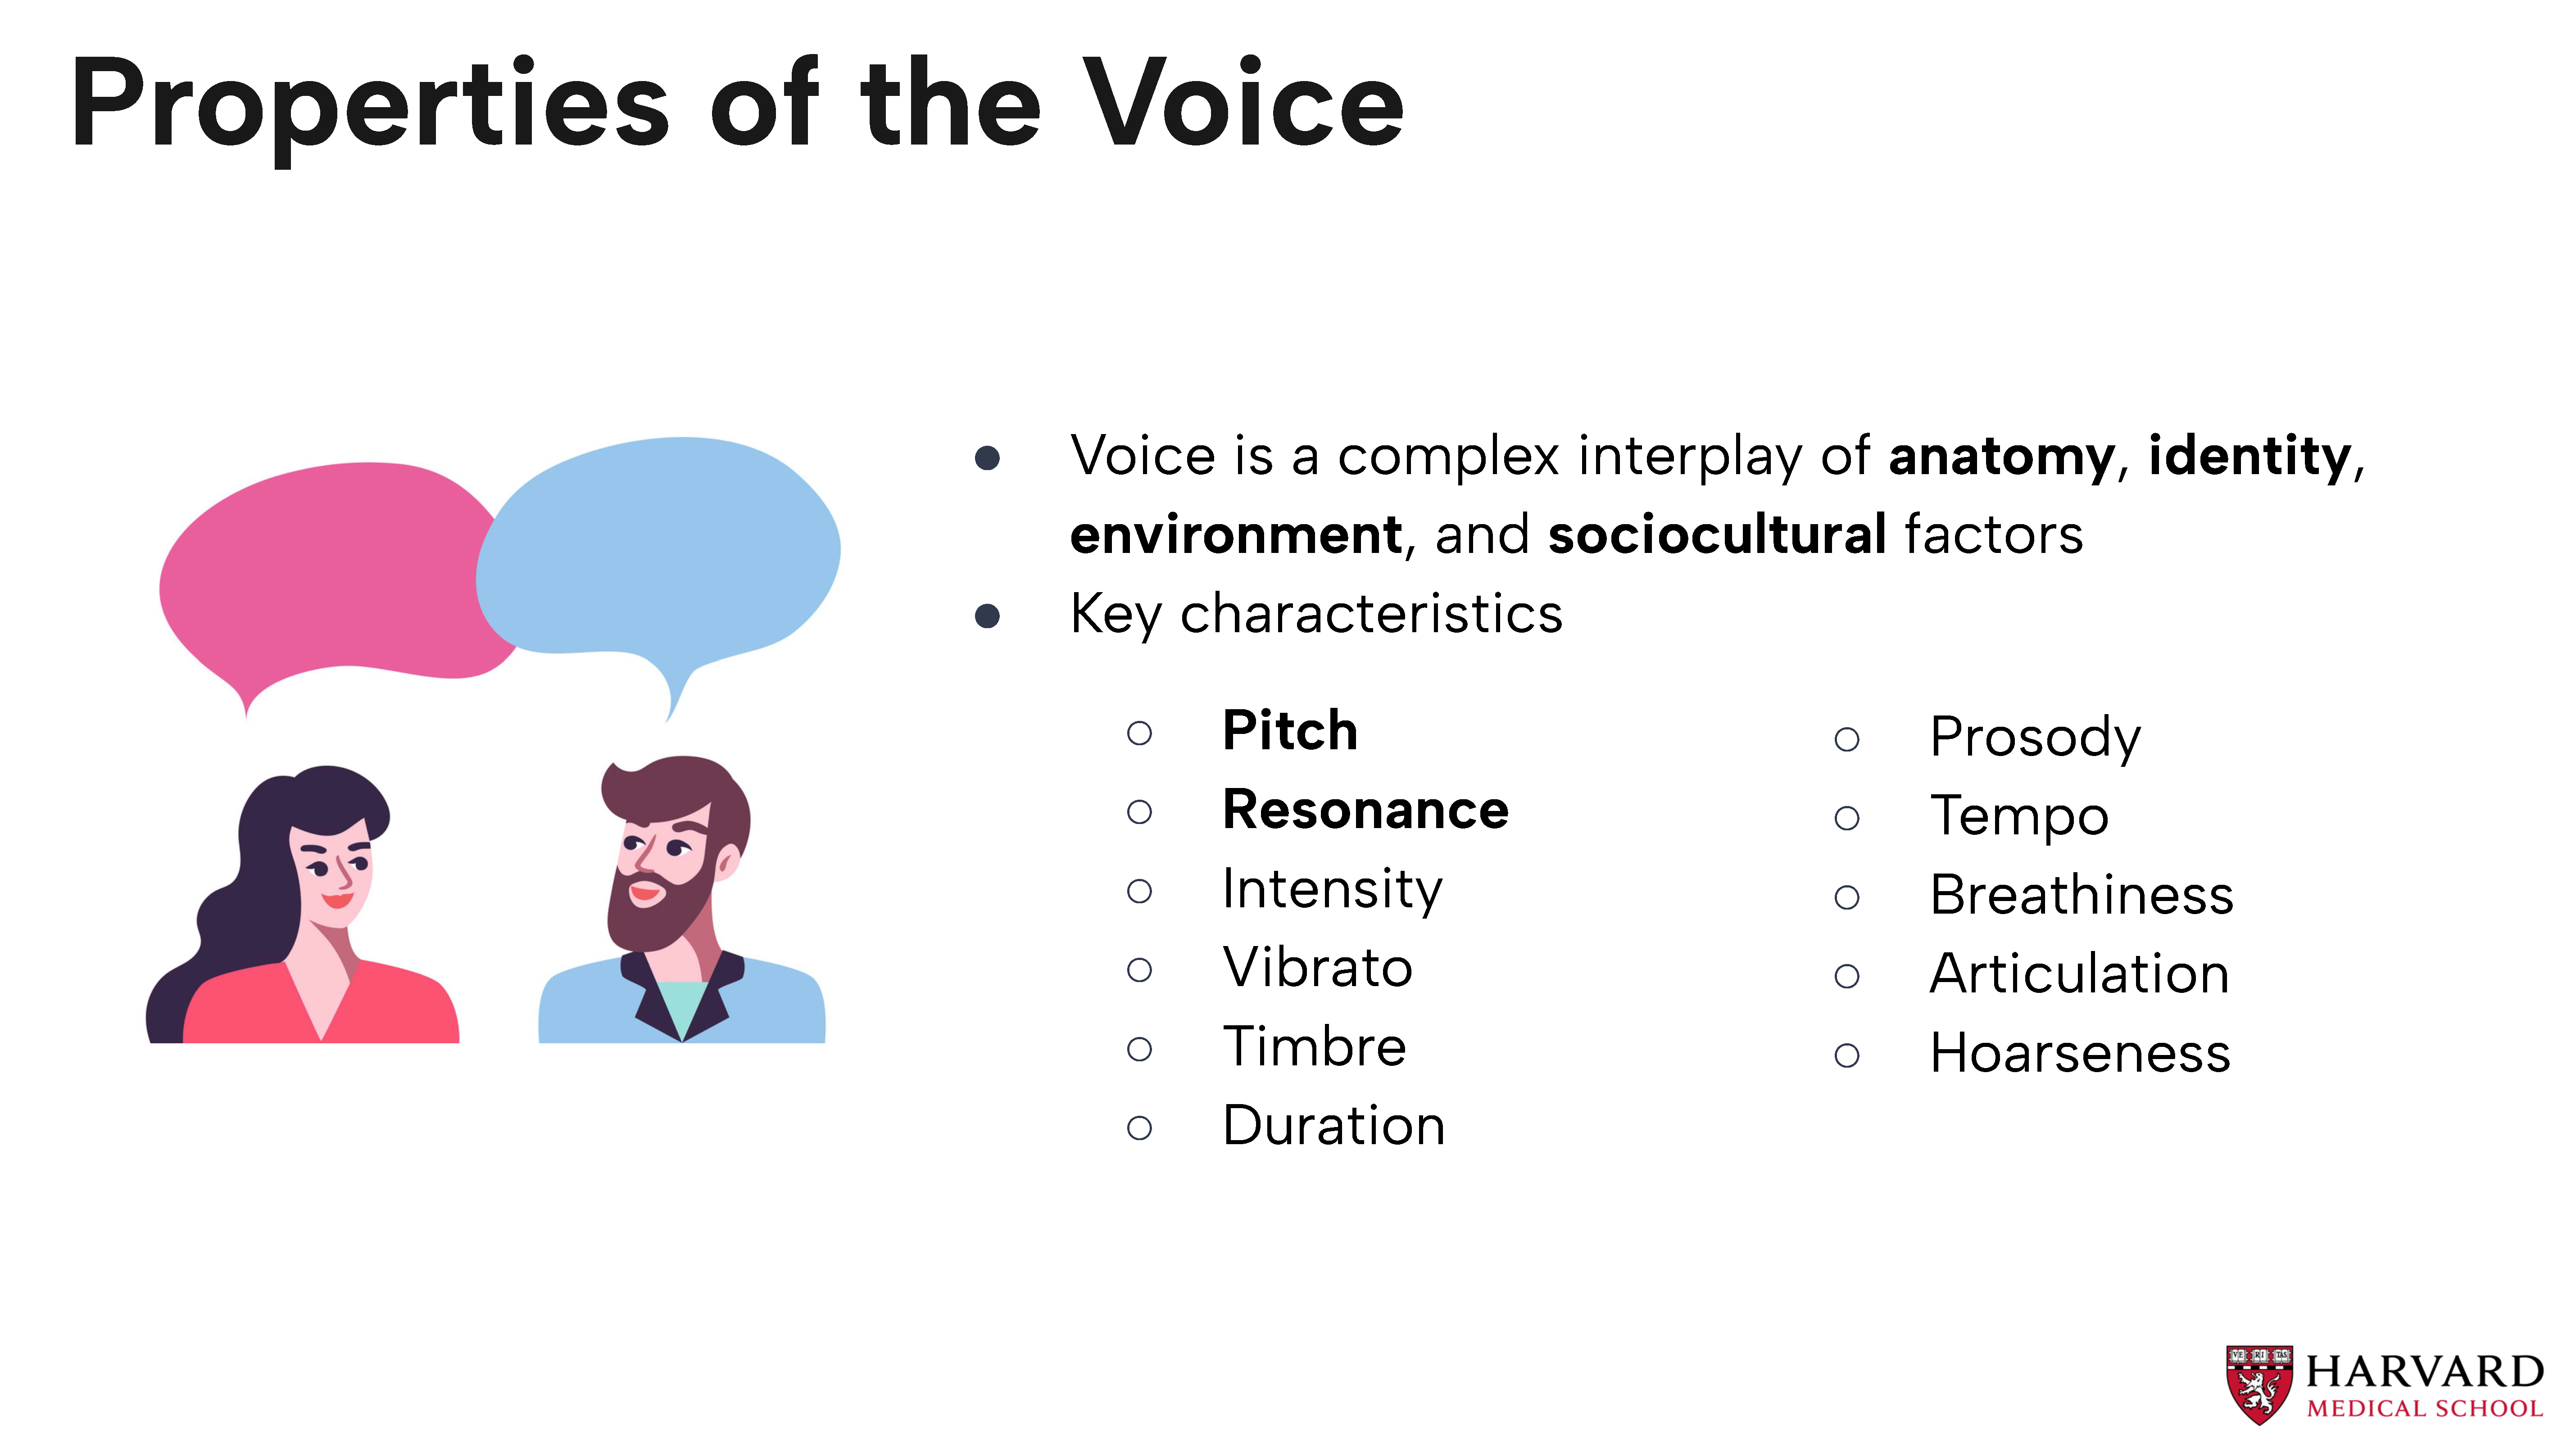 Properties of the Voice
● Voice is a complex interplay of anatomy, identity,
environment, and sociocultural factors
● Key characteristics
○ Pitch
○ Resonance
○ Intensity
○ Vibrato
○ Timbre
○ Duration
○ Prosody
○ Tempo
○ Breathiness
○ Articulation
○ Hoarseness
VE RI TAS
HARVARD
MEDICAL SCHOOL